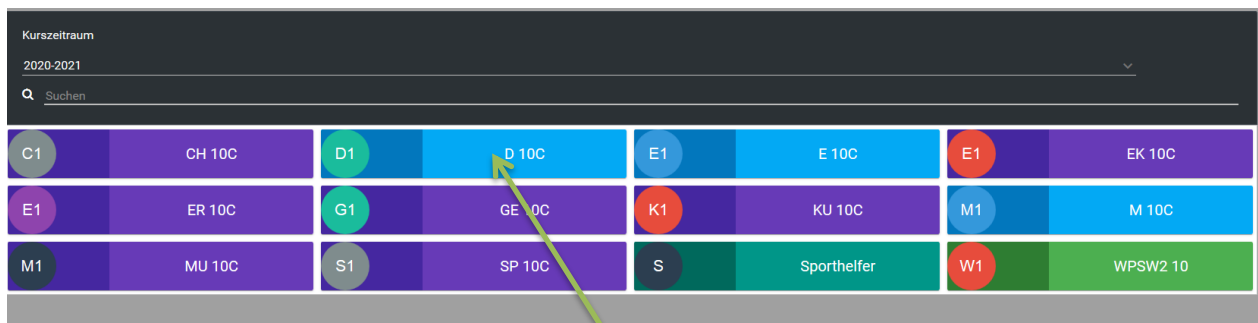 Kurszeitraum
2020-2021
Suchen
C1 CH 10C D1 D 10C E1 E 10C E1 EK 10C
E1 ER 10C G1 GE 10C K1 KU 10C M1 M 10C
M1 MU 10C S1 SP 10C S Sporthelfer W1 WPSW2 10